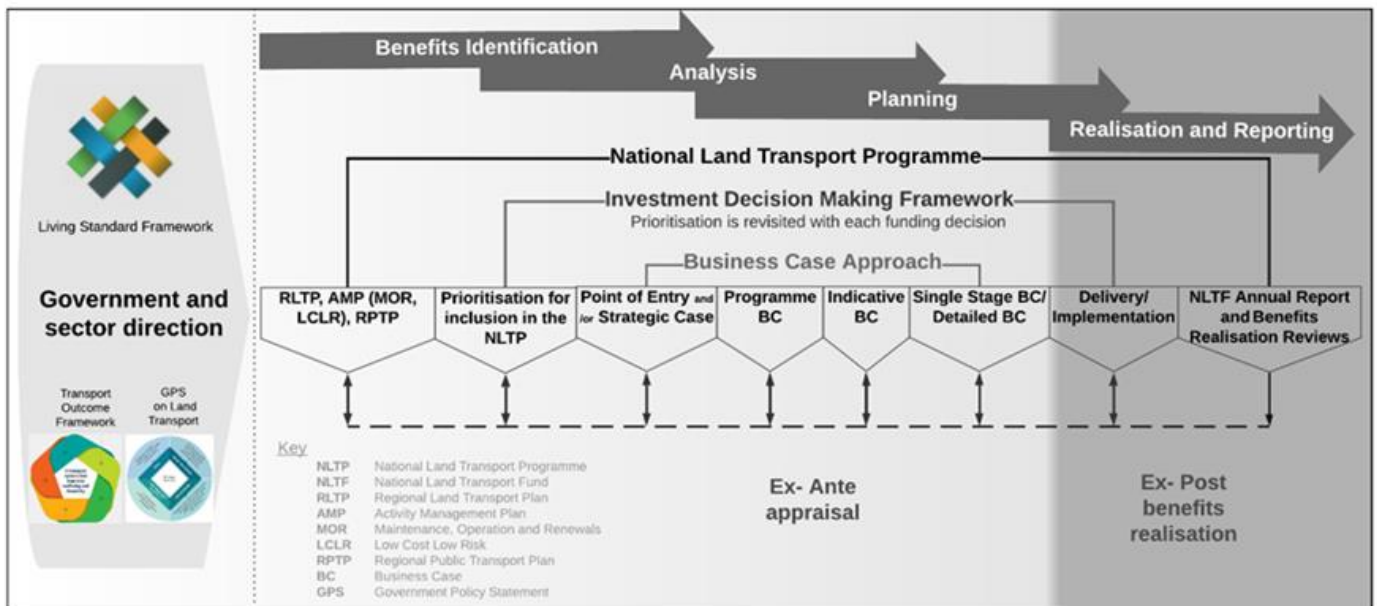 Benefits Identification
Analysis
Planning
Realisation and Reporting
National Land Transport Programme
Investment Decision Making Framework
Prioritisation is revisited with each funding decision
Business Case Approach
Living Standard Framework
Government and
sector direction
Transport
Outcome
Framework
GPS
on Land
Transport
RLTP, AMP (MOR,
LCLR), RPTP
Prioritisation for
inclusion in the
NLTP
Point of Entry and
/or Strategic Case
Programme
BC
Indicative
BC
Single Stage BC/
Detailed BC
Delivery/
Implementation
NLTF Annual Report
and Benefits
Realisation Reviews
Key
NLTP National Land Transport Programme
NLTF National Land Transport Fund
RLTP Regional Land Transport Plan
AMP Activity Management Plan
MOR Maintenance, Operation and Renewals
LCLR Low Cost Low Risk
RPTP Regional Public Transport Plan
BC Business Case
GPS Government Policy Statement
Ex- Ante
appraisal
Ex- Post
benefits
realisation